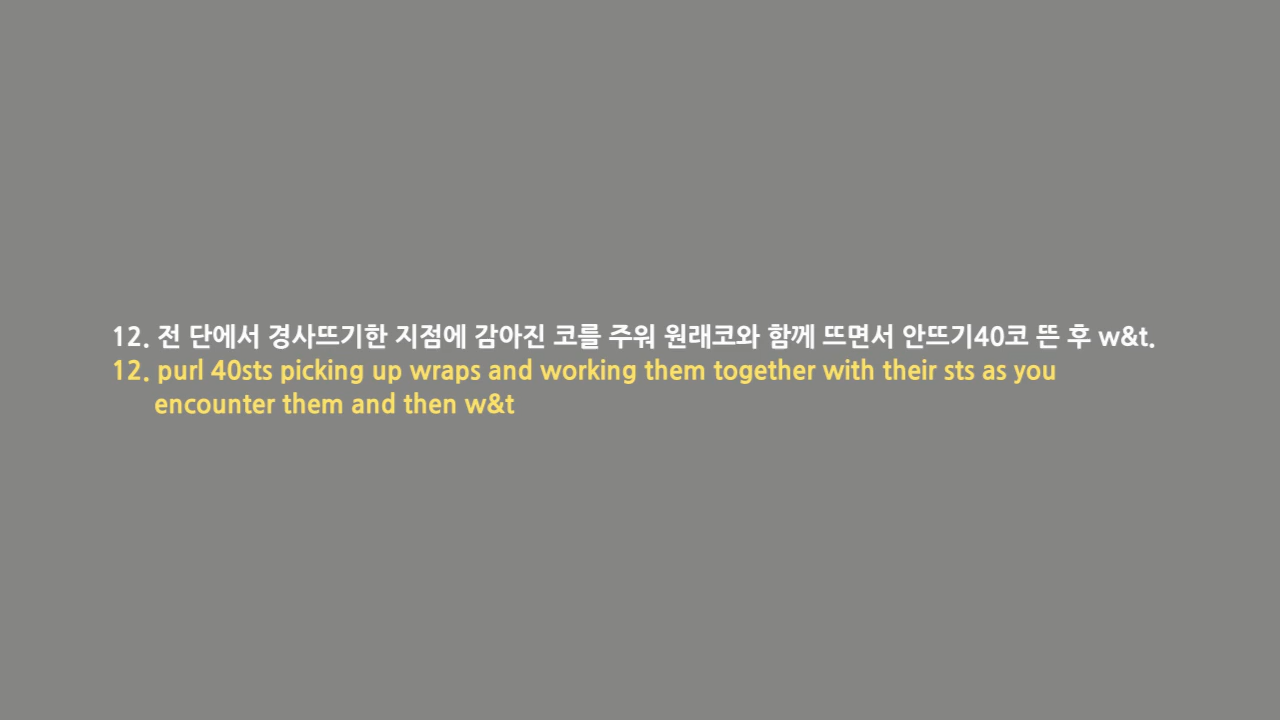 12. 전 단에서 경사뜨기한 지점에 감아진 코를 주워 원래코와 함께 뜨면서 안뜨기40코 뜬 후 w&t.
12. purl 40sts picking up wraps and working them together with their sts as you
encounter them and then w&t